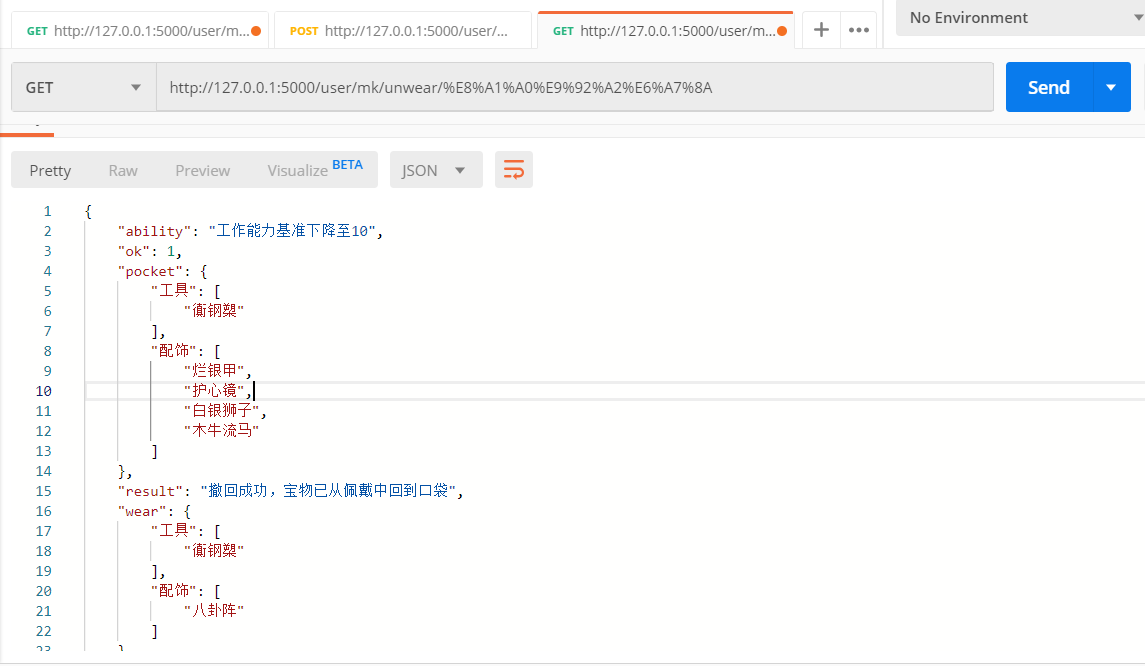 GET http://127.0.0.1:5000/user/m... POST http://127.0.0.1:5000/user/... GET http://127.0.0.1:5000/user/m... + ••• No Environment
GET http://127.0.0.1:5000/user/mk/unwear/%E8%A1%A0%E9%92%A2%E6%A7%8A Send
Pretty Raw Preview Visualize BETA JSON
1 {
2 "ability": "工作能力基准下降至10",
3 "ok": 1,
4 "pocket": {
5 "工具": [
6 "衠钢槊"
7 ],
8 "配饰": [
9 "烂银甲",
10 "护心镜",
11 "白银狮子",
12 "木牛流马"
13 ]
14 },
15 "result": "撤回成功，宝物已从佩戴中回到口袋",
16 "wear": {
17 "工具": [
18 "衠钢槊"
19 ],
20 "配饰": [
21 "八卦阵"
22 ]
23 }